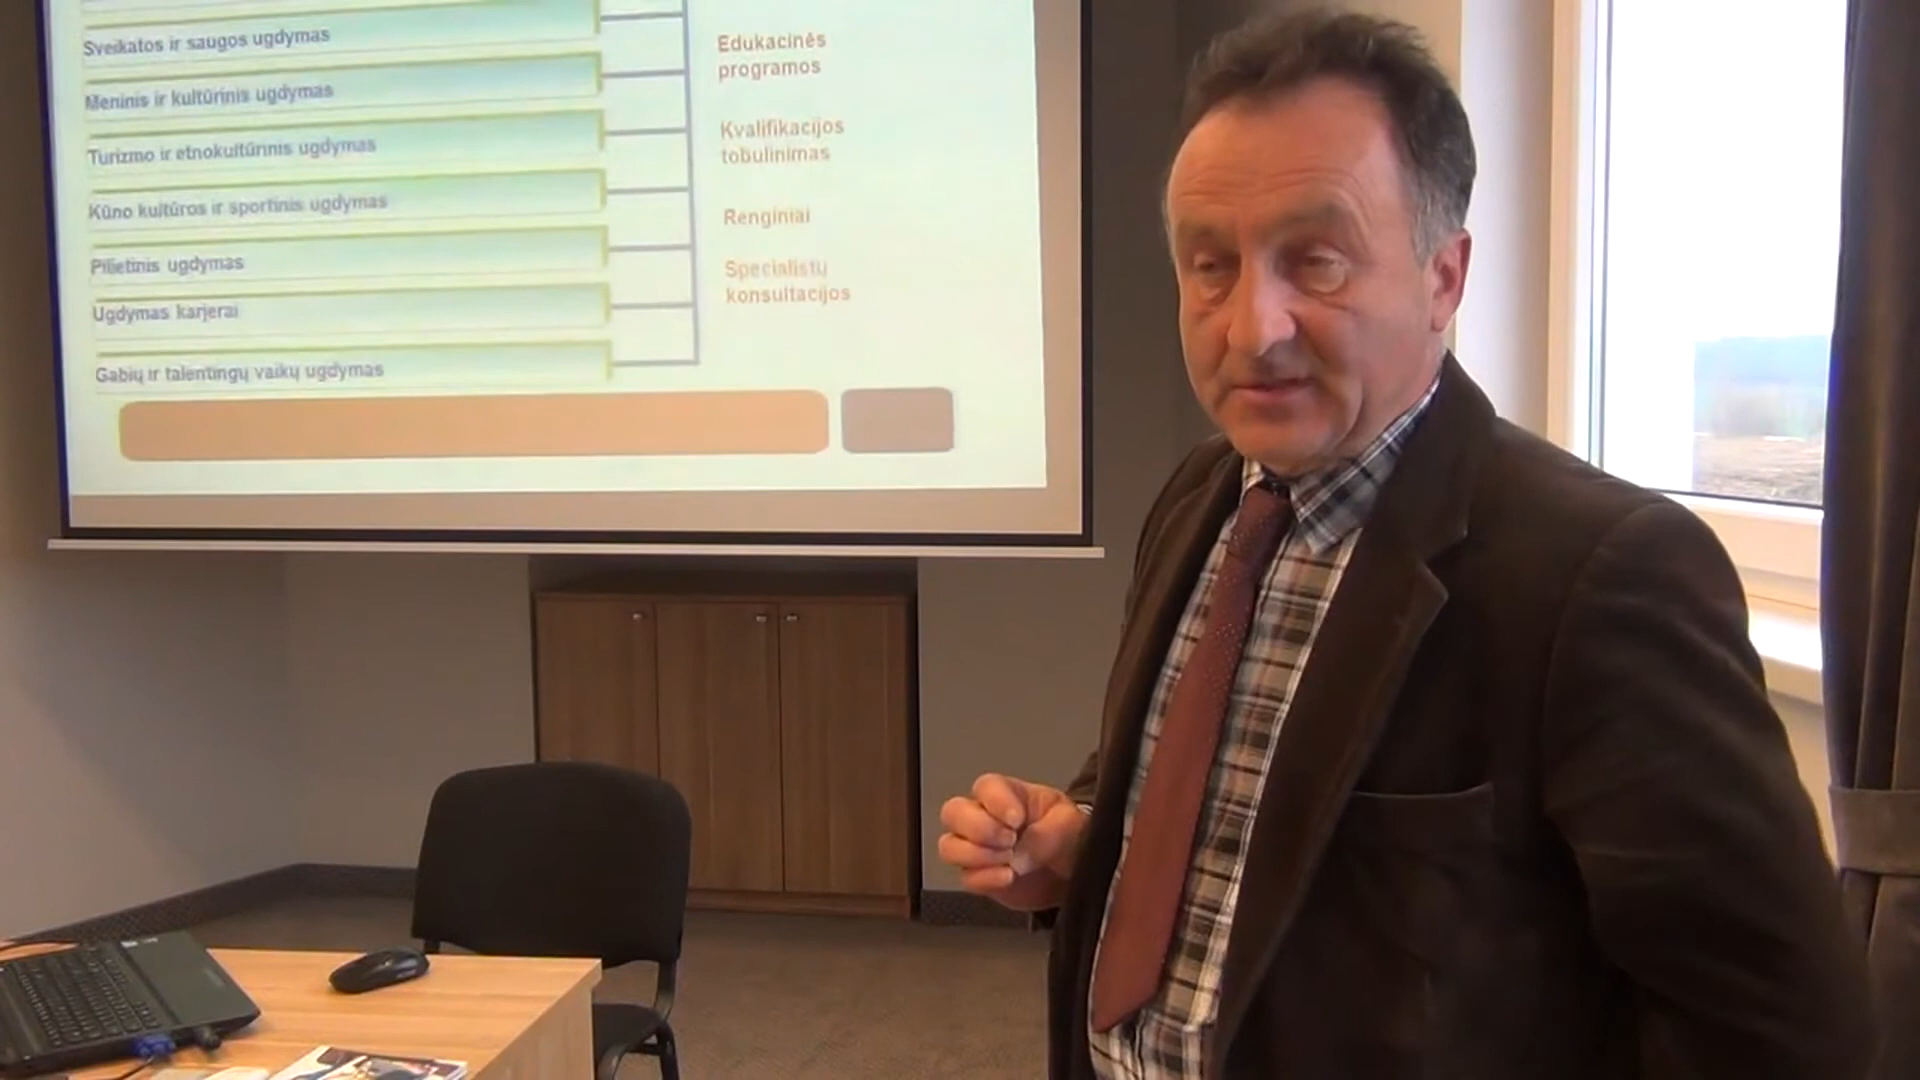 Sveikatos ir saugos ugdymas
Meninis ir kultūrinis ugdymas
Turizmo ir etnokultūrinis ugdymas
Kūno kultūros ir sportinis ugdymas
Pilietinis ugdymas
Ugdymas karjerai
Gabių ir talentingų vaikų ugdymas
Edukacinės
programos
Kvalifikacijos
tobulinimas
Renginiai
Specialistų
konsultacijos